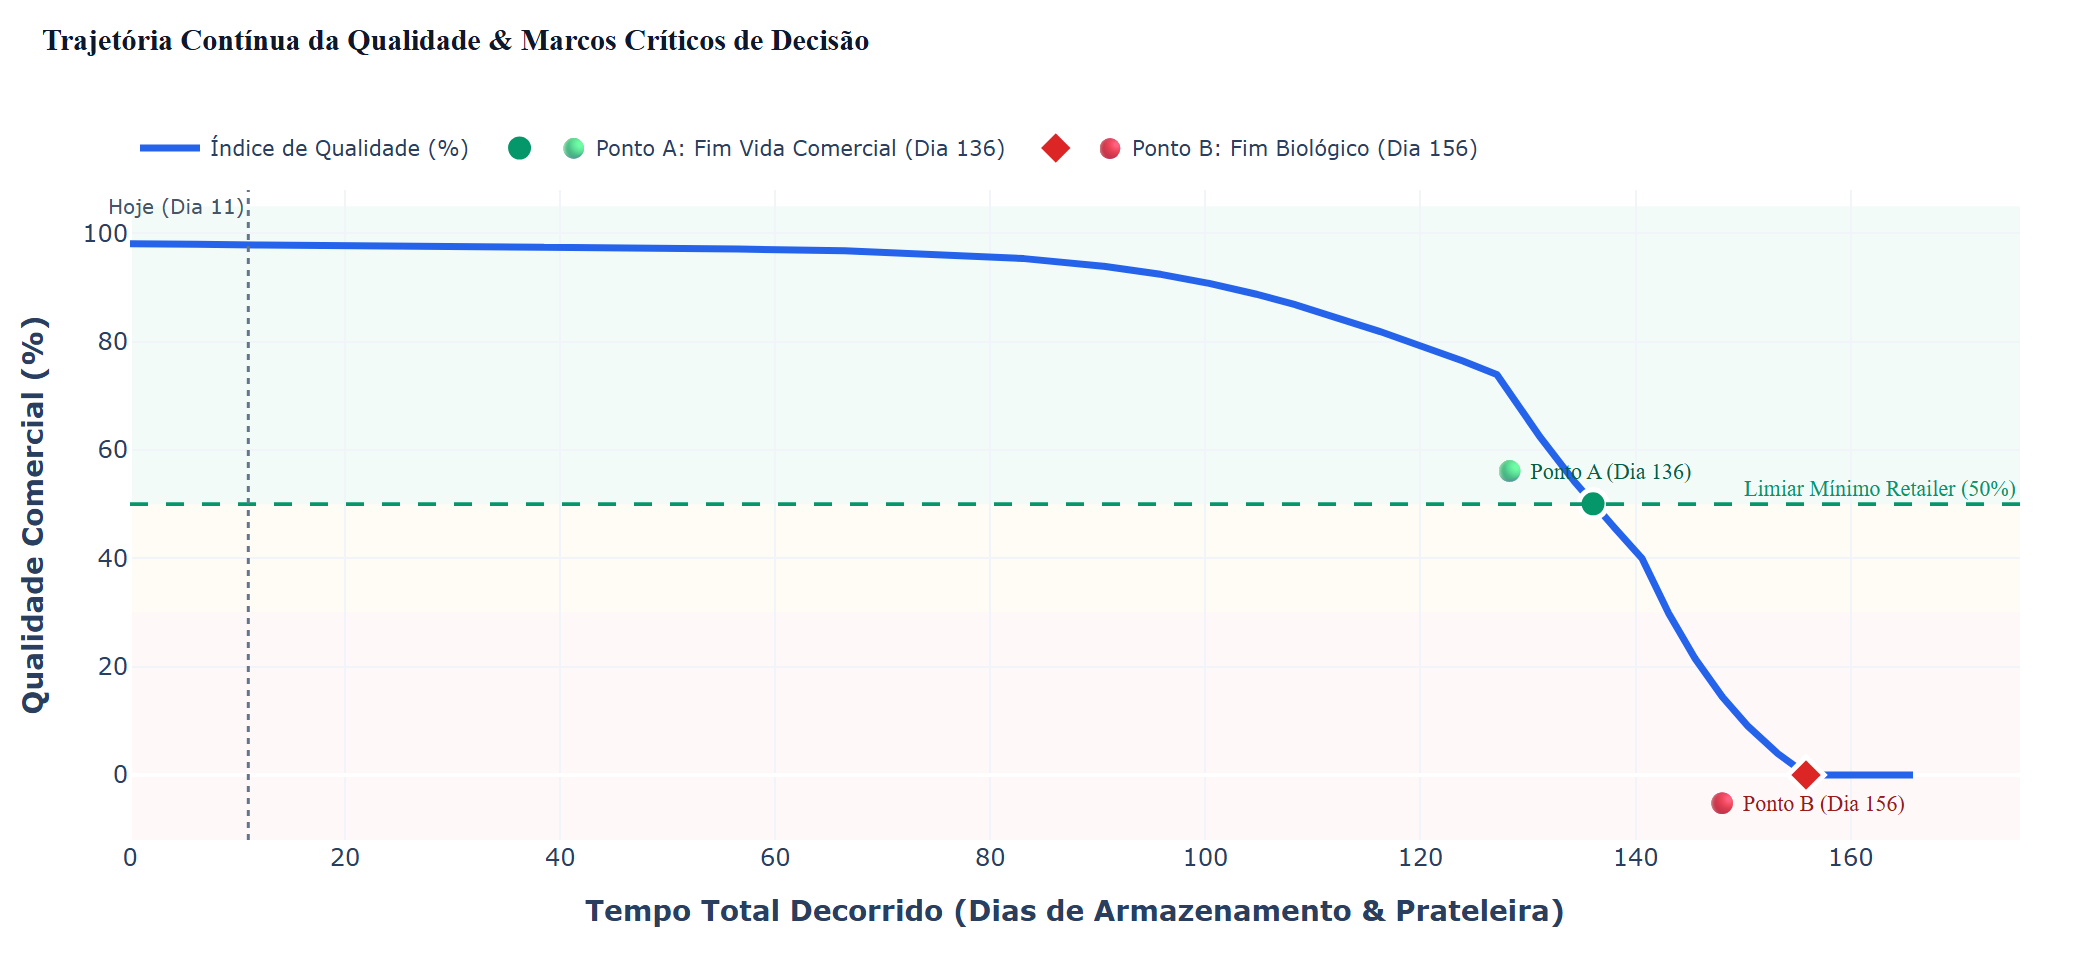 Trajetória Contínua da Qualidade & Marcos Críticos de Decisão
Índice de Qualidade (%)
Ponto A: Fim Vida Comercial (Dia 136)
Ponto B: Fim Biológico (Dia 156)
Hoje (Dia 11)
100
80
60
40
20
0
Qualidade Comercial (%)
Ponto A (Dia 136)
Limiar Mínimo Retailer (50%)
Ponto B (Dia 156)
0 20 40 60 80 100 120 140 160
Tempo Total Decorrido (Dias de Armazenamento & Prateleira)